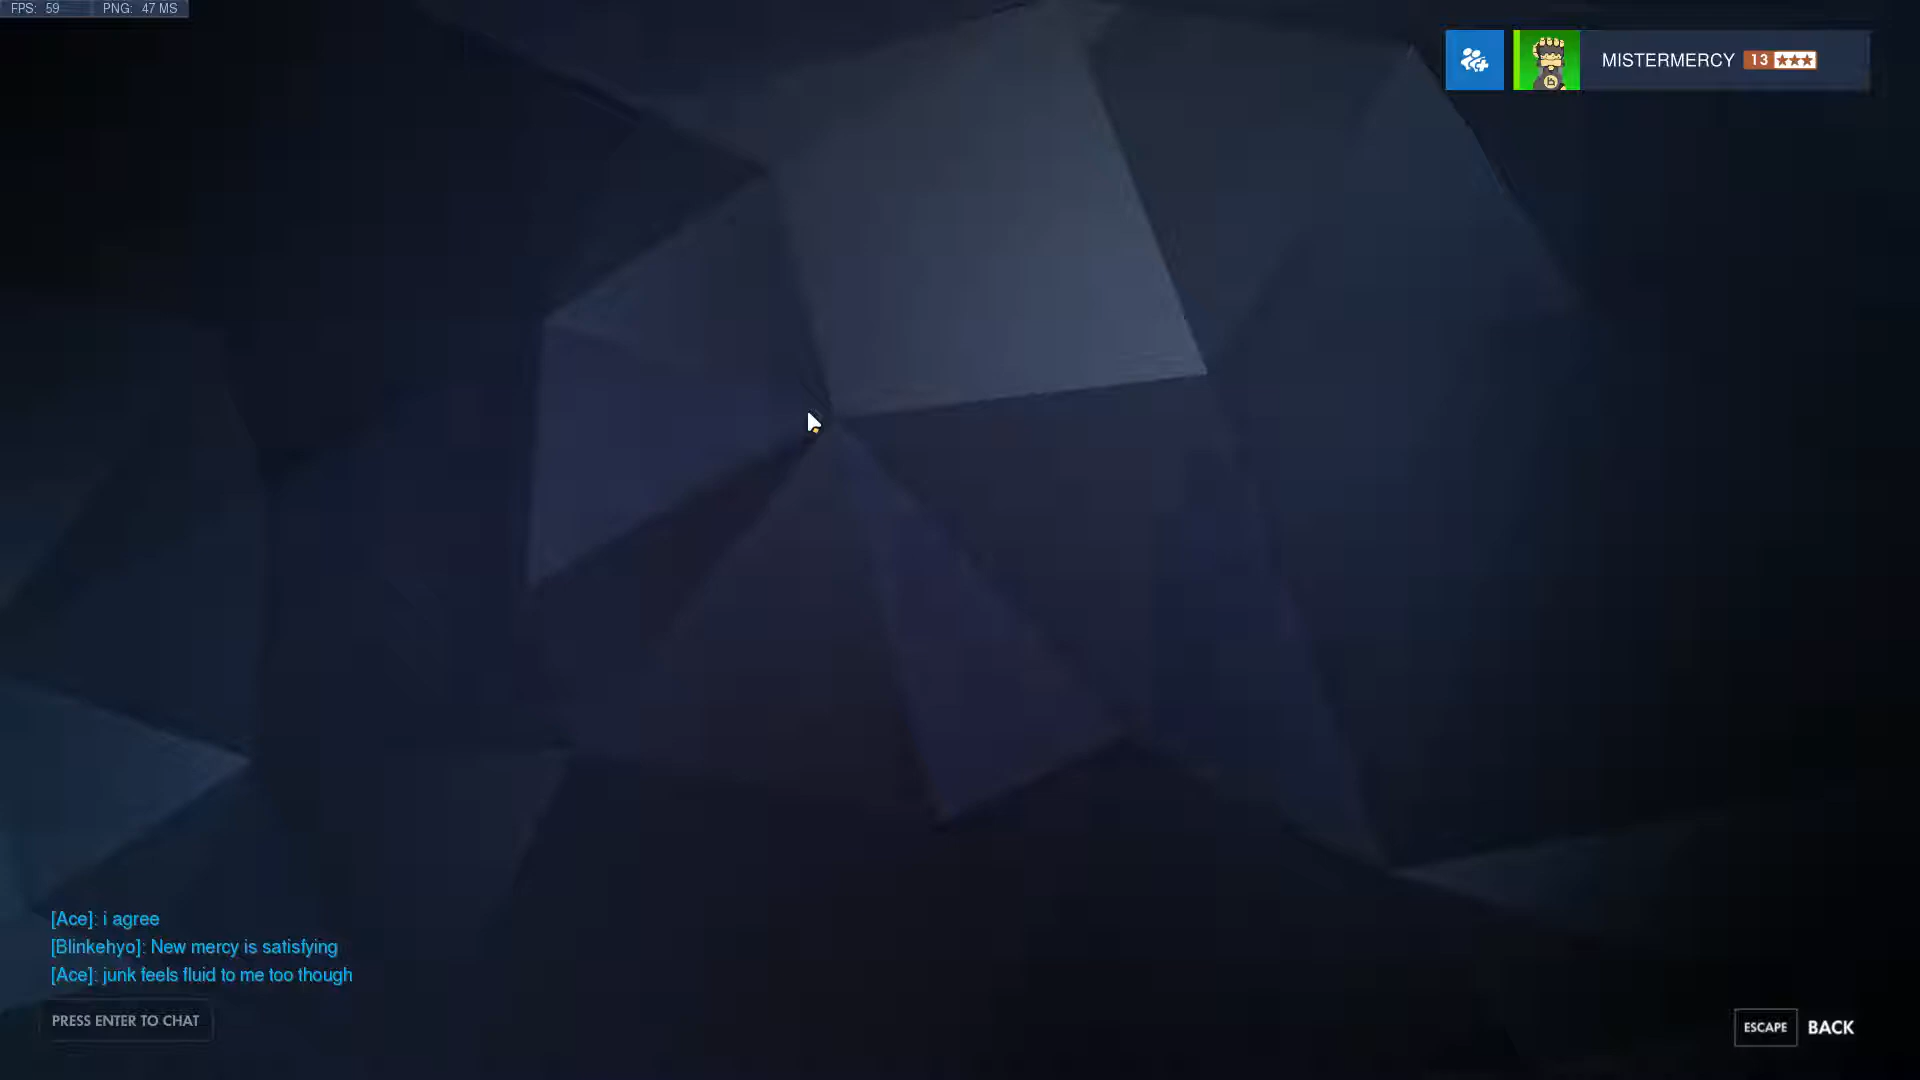 FPS: 59 PNG: 47 MS
MISTERMERCY 13
[Ace]: i agree
[Blinkehyo]: New mercy is satisfying
[Ace]: junk feels fluid to me too though
PRESS ENTER TO CHAT
ESCAPE BACK